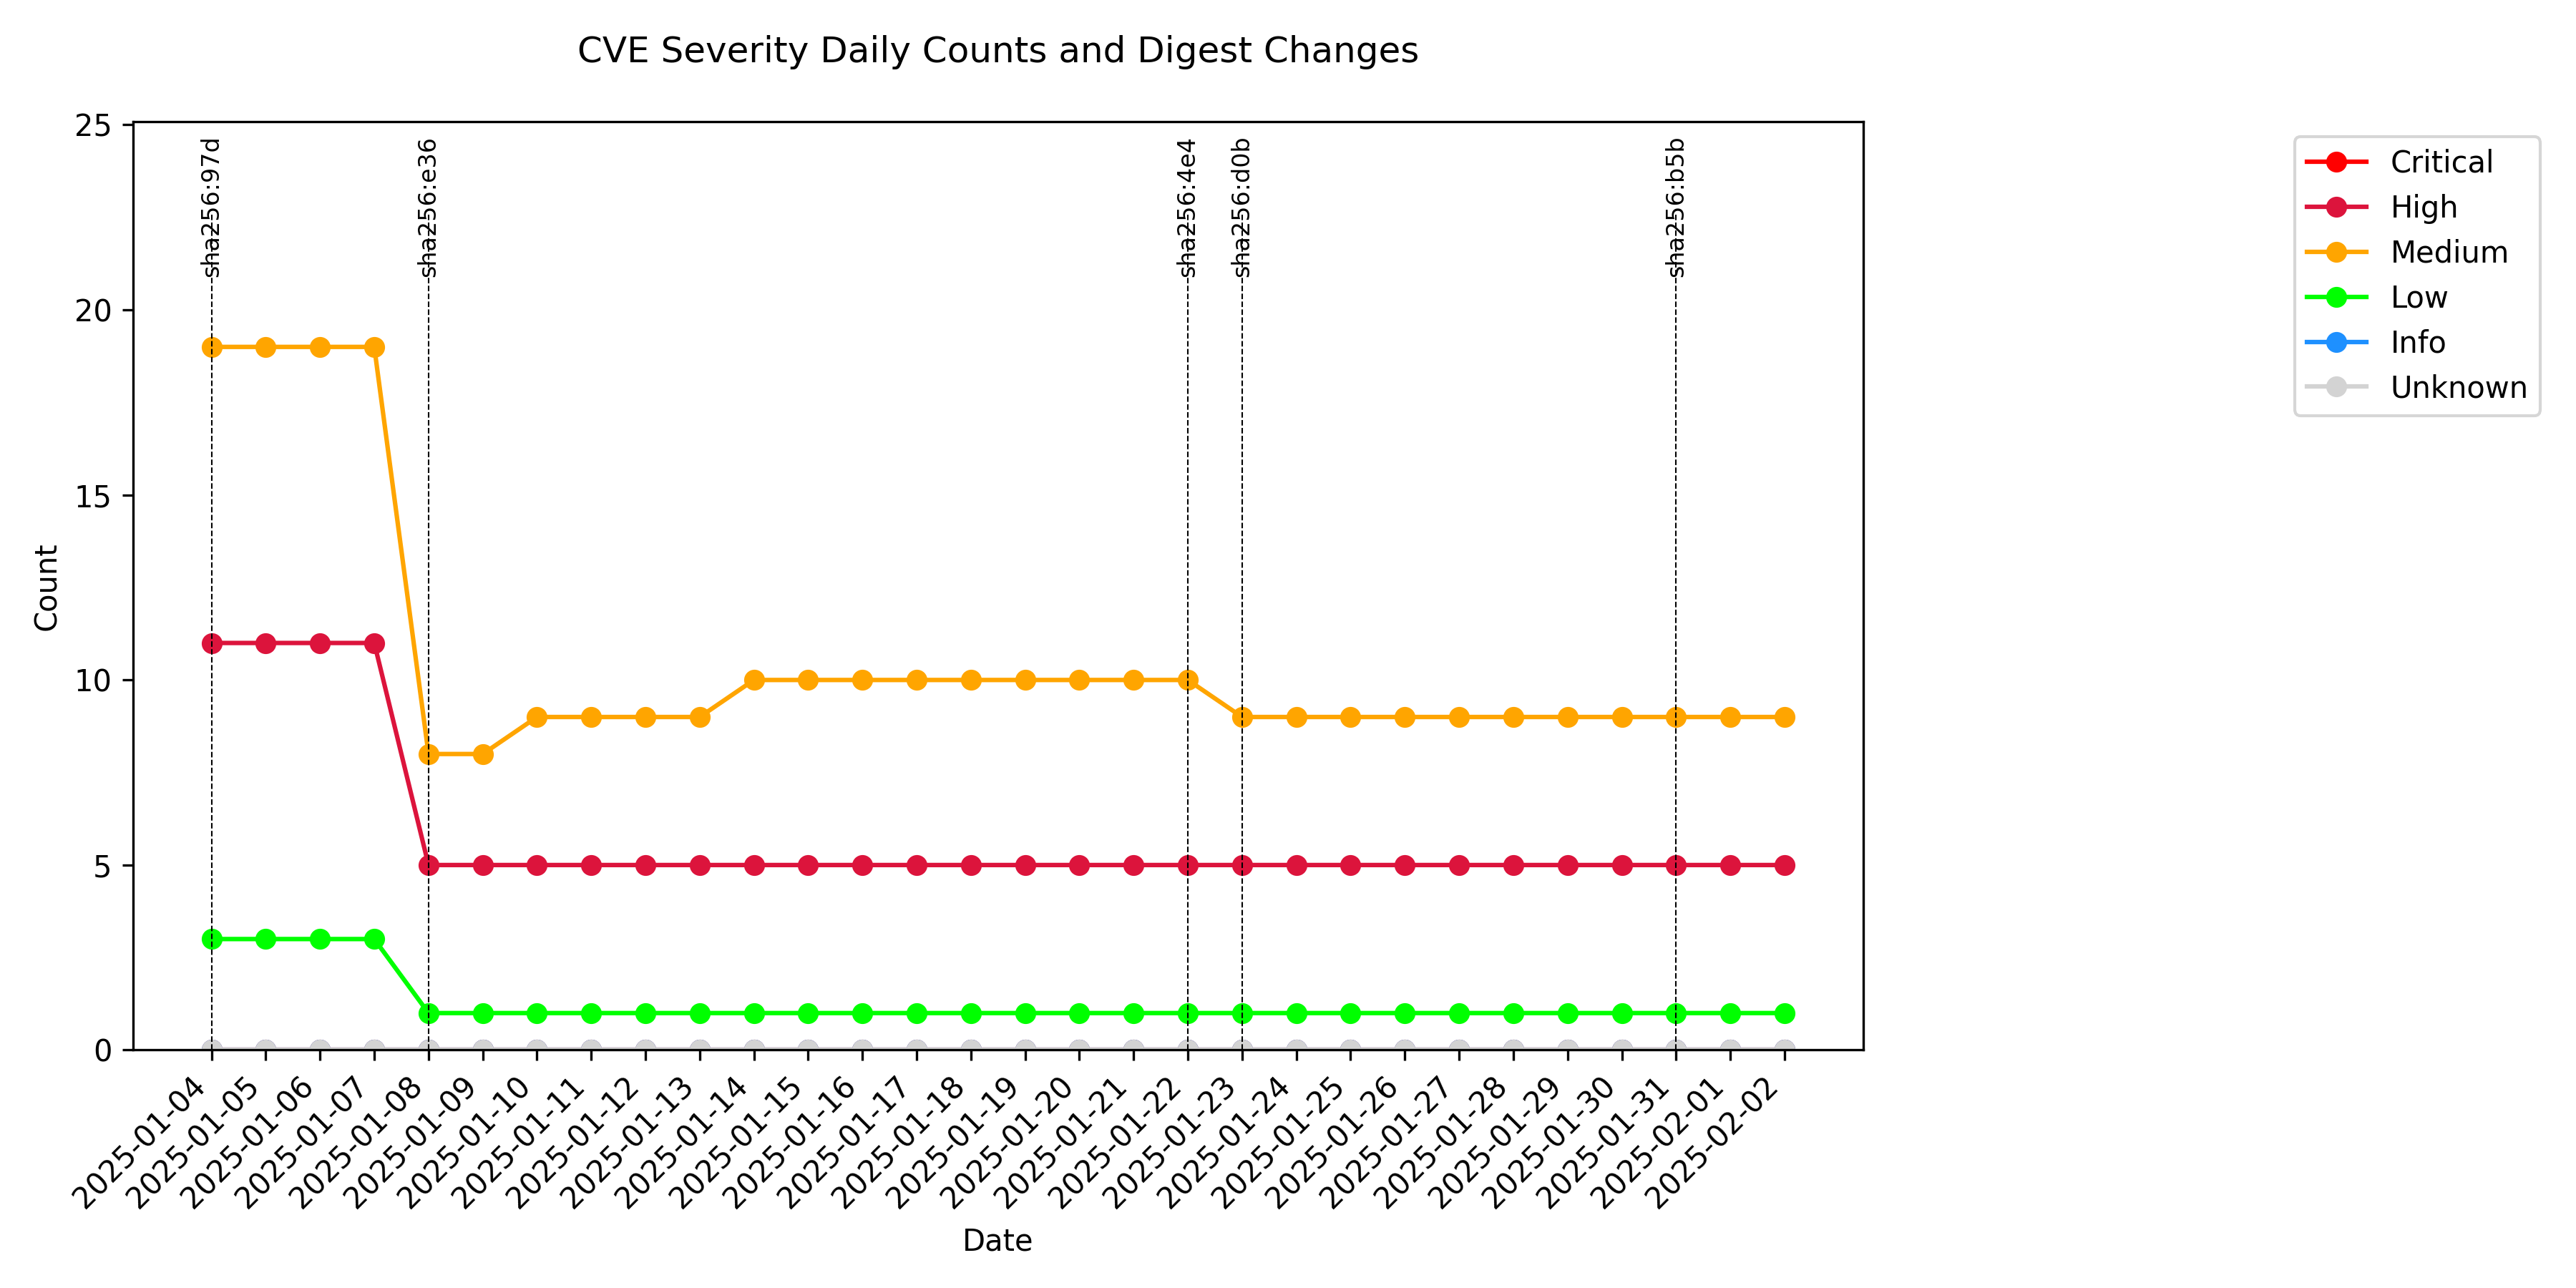 CVE Severity Daily Counts and Digest Changes
25
20
15
10
5
0
Count
sha256:97d
sha256:e36
sha256:4e4
sha256:d0b
sha256:b5b
Critical
High
Medium
Low
Info
Unknown
2025-01-04
2025-01-05
2025-01-06
2025-01-07
2025-01-08
2025-01-09
2025-01-10
2025-01-11
2025-01-12
2025-01-13
2025-01-14
2025-01-15
2025-01-16
2025-01-17
2025-01-18
2025-01-19
2025-01-20
2025-01-21
2025-01-22
2025-01-23
2025-01-24
2025-01-25
2025-01-26
2025-01-27
2025-01-28
2025-01-29
2025-01-30
2025-01-31
2025-02-01
2025-02-02
Date